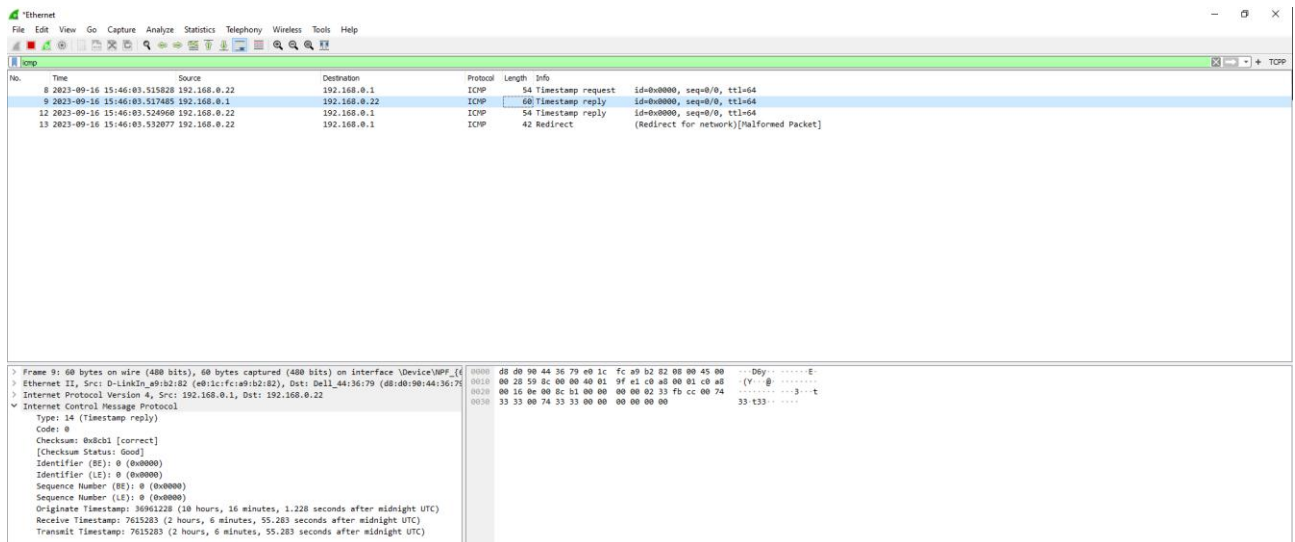 *Ethernet
File Edit View Go Capture Analyze Statistics Telephony Wireless Tools Help
icmp
TCPP
No. Time Source Destination Protocol Length Info
8 2023-09-16 15:46:03.515828 192.168.0.22 192.168.0.1 ICMP 54 Timestamp request id=0x0000, seq=0/0, ttl=64
9 2023-09-16 15:46:03.517485 192.168.0.1 192.168.0.22 ICMP 60 Timestamp reply id=0x0000, seq=0/0, ttl=64
12 2023-09-16 15:46:03.524960 192.168.0.22 192.168.0.1 ICMP 54 Timestamp reply id=0x0000, seq=0/0, ttl=64
13 2023-09-16 15:46:03.532077 192.168.0.22 192.168.0.1 ICMP 42 Redirect (Redirect for network)[Malformed Packet]
> Frame 9: 60 bytes on wire (480 bits), 60 bytes captured (480 bits) on interface \Device\NPF_{
> Ethernet II, Src: D-LinkIn_a9:b2:82 (e0:1c:fc:a9:b2:82), Dst: Dell_44:36:79 (d8:d0:90:44:36:79
> Internet Protocol Version 4, Src: 192.168.0.1, Dst: 192.168.0.22
Internet Control Message Protocol
Type: 14 (Timestamp reply)
Code: 0
Checksum: 0x8cb1 [correct]
[Checksum Status: Good]
Identifier (BE): 0 (0x0000)
Identifier (LE): 0 (0x0000)
Sequence Number (BE): 0 (0x0000)
Sequence Number (LE): 0 (0x0000)
Originate Timestamp: 36961228 (10 hours, 16 minutes, 1.228 seconds after midnight UTC)
Receive Timestamp: 7615283 (2 hours, 6 minutes, 55.283 seconds after midnight UTC)
Transmit Timestamp: 7615283 (2 hours, 6 minutes, 55.283 seconds after midnight UTC)
0000 d8 d0 90 44 36 79 e0 1c fc a9 b2 82 08 00 45 00 ···D6y·· ······E·
0010 00 28 59 8c 00 00 40 01 9f e1 c0 a8 00 01 c0 a8 ·(Y···@· ········
0020 00 16 0e 00 8c b1 00 00 00 00 02 33 fb cc 00 74 ········ ···3···t
0030 33 33 00 74 33 33 00 00 00 00 00 00 33·t33·· ····